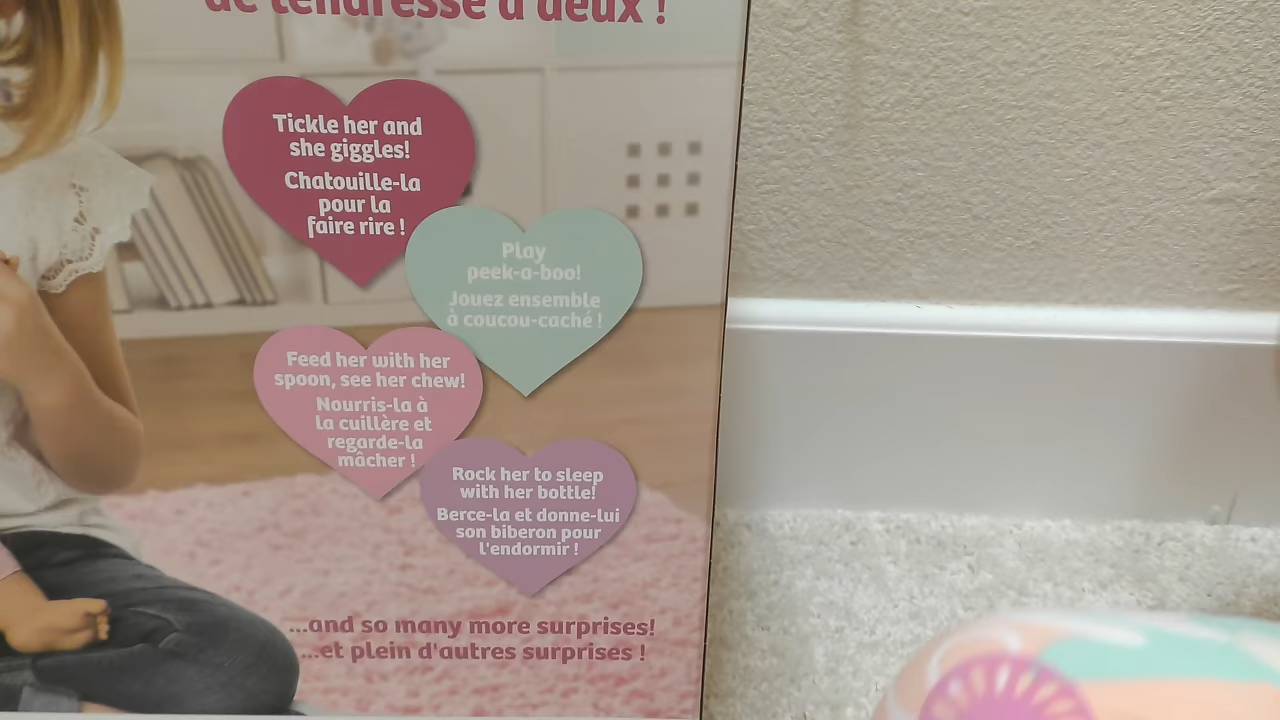 de tendresse à deux !
Tickle her and
she giggles!
Chatouille-la
pour la
faire rire !
Play
peek-a-boo!
Jouez ensemble
à coucou-caché !
Feed her with her
spoon, see her chew!
Nourris-la à
la cuillère et
regarde-la
mâcher !
Rock her to sleep
with her bottle!
Berce-la et donne-lui
son biberon pour
l'endormir !
...and so many more surprises!
...et plein d'autres surprises !